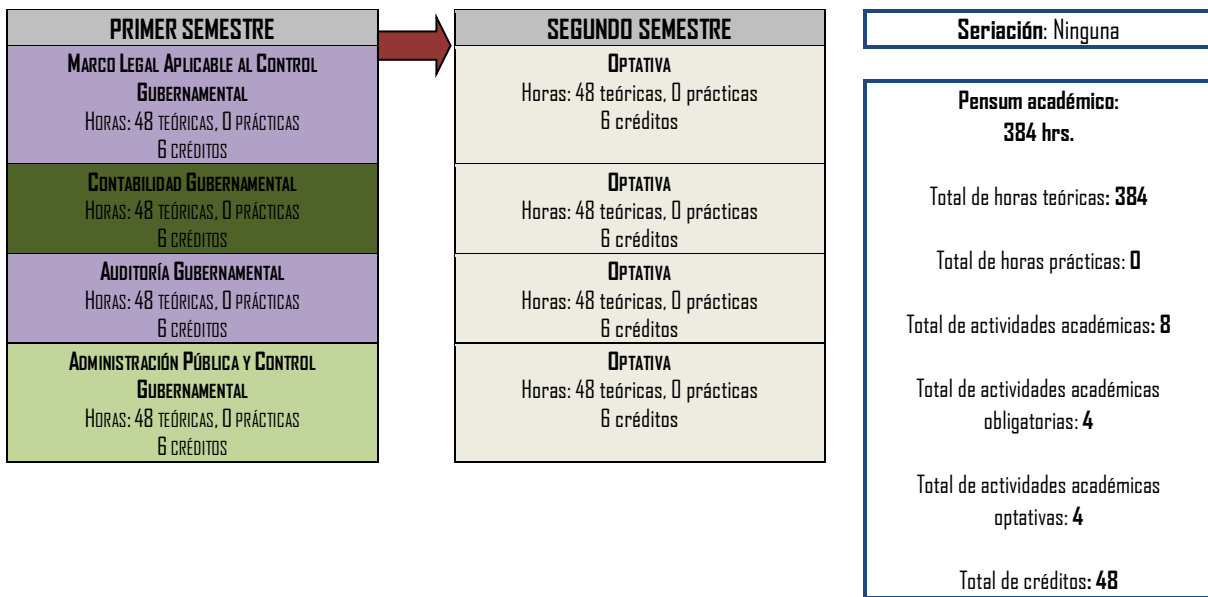 PRIMER SEMESTRE
MARCO LEGAL APLICABLE AL CONTROL
GUBERNAMENTAL
HORAS: 48 TEÓRICAS, 0 PRÁCTICAS
6 CRÉDITOS
CONTABILIDAD GUBERNAMENTAL
HORAS: 48 TEÓRICAS, 0 PRÁCTICAS
6 CRÉDITOS
AUDITORÍA GUBERNAMENTAL
HORAS: 48 TEÓRICAS, 0 PRÁCTICAS
6 CRÉDITOS
ADMINISTRACIÓN PÚBLICA Y CONTROL
GUBERNAMENTAL
HORAS: 48 TEÓRICAS, 0 PRÁCTICAS
6 CRÉDITOS
SEGUNDO SEMESTRE
OPTATIVA
Horas: 48 teóricas, 0 prácticas
6 créditos
OPTATIVA
Horas: 48 teóricas, 0 prácticas
6 créditos
OPTATIVA
Horas: 48 teóricas, 0 prácticas
6 créditos
OPTATIVA
Horas: 48 teóricas, 0 prácticas
6 créditos
Seriación: Ninguna
Pensum académico:
384 hrs.
Total de horas teóricas: 384
Total de horas prácticas: 0
Total de actividades académicas: 8
Total de actividades académicas
obligatorias: 4
Total de actividades académicas
optativas: 4
Total de créditos: 48